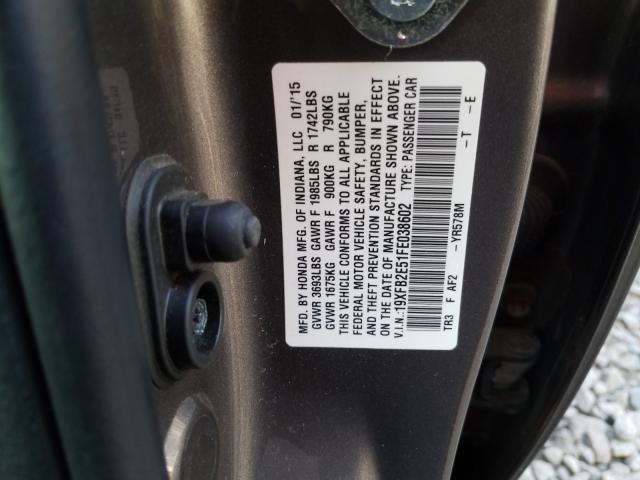 MFD. BY HONDA MFG. OF INDIANA, LLC 01/'15
GVWR 3693LBS GAWR F 1985LBS R 1742LBS
GVWR 1675KG GAWR F 900KG R 790KG
THIS VEHICLE CONFORMS TO ALL APPLICABLE
FEDERAL MOTOR VEHICLE SAFETY, BUMPER,
AND THEFT PREVENTION STANDARDS IN EFFECT
ON THE DATE OF MANUFACTURE SHOWN ABOVE.
V.I.N.:19XFB2E51FED38602 TYPE: PASSENGER CAR
TR3 F AF2 -YR578M -T -E